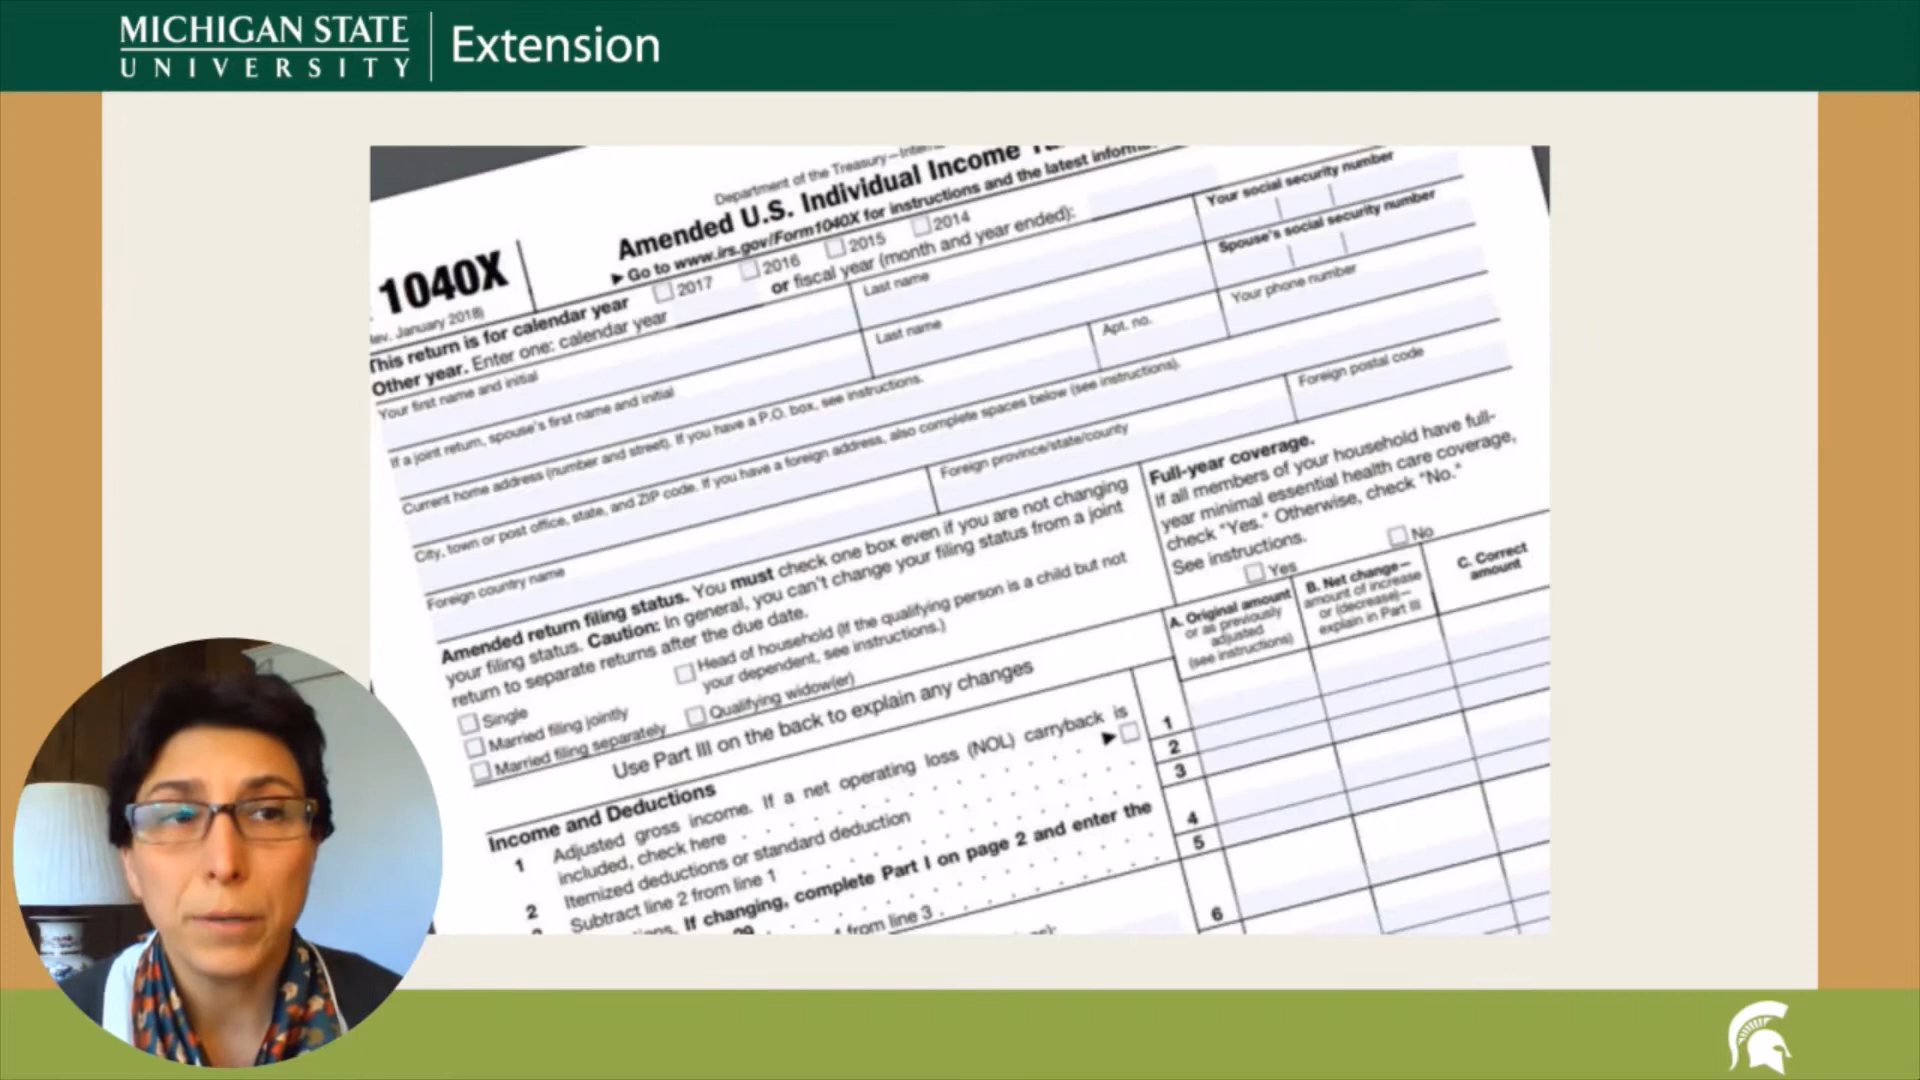 MICHIGAN STATE
UNIVERSITY
Extension
Department of the Treasury—
Amended U.S. Individual Income
▶ Go to www.irs.gov/Form1040X for instructions and the latest
1040X
January 2018)
This return is for calendar year 2017 2016 2015 2014
Other year. Enter one: calendar year or fiscal year (month and year ended):
Your first name and initial
Last name
Your social security number
If a joint return, spouse's first name and initial
Last name
Spouse's social security number
Current home address (number and street). If you have a P.O. box, see instructions.
Apt. no.
Your phone number
City, town or post office, state, and ZIP code. If you have a foreign address, also complete spaces below (see instructions).
Foreign country name
Foreign province/state/county
Foreign postal code
Amended return filing status. You must check one box even if you are not changing
your filing status. Caution: In general, you can't change your filing status from a joint
return to separate returns after the due date.
Single
Married filing jointly
Married filing separately
Head of household (If the qualifying person is a child but not
your dependent, see instructions.)
Qualifying widow(er)
Full-year coverage.
If all members of your household have full-
year minimal essential health care coverage,
check "Yes." Otherwise, check "No."
See instructions.
Yes
No
Use Part III on the back to explain any changes
A. Original amount
or as previously
adjusted
(see instructions)
B. Net change—
amount of increase
or (decrease)—
explain in Part III
C. Correct
amount
Income and Deductions
1 Adjusted gross income. If a net operating loss (NOL) carryback is
included, check here ▶
1
2 Itemized deductions or standard deduction
2
Subtract line 2 from line 1
3
If changing, complete Part I on page 2 and enter the
4
from line 3
5
6